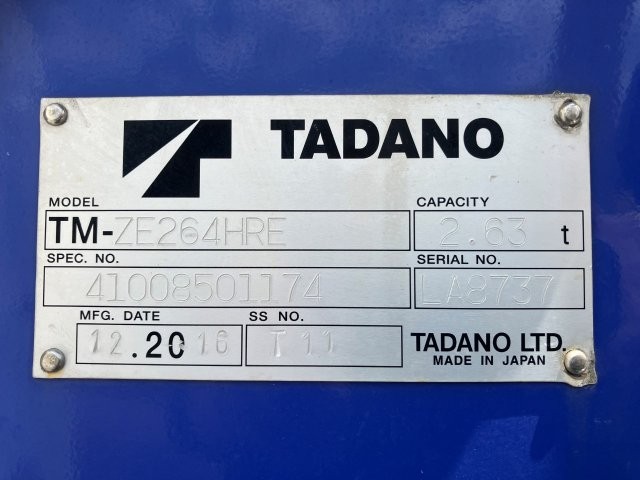 TADANO
MODEL CAPACITY
TM-ZE264HRE 2.63 t
SPEC. NO. SERIAL NO.
41008501174 LA8737
MFG. DATE SS NO.
12.2016 T11 TADANO LTD.
MADE IN JAPAN